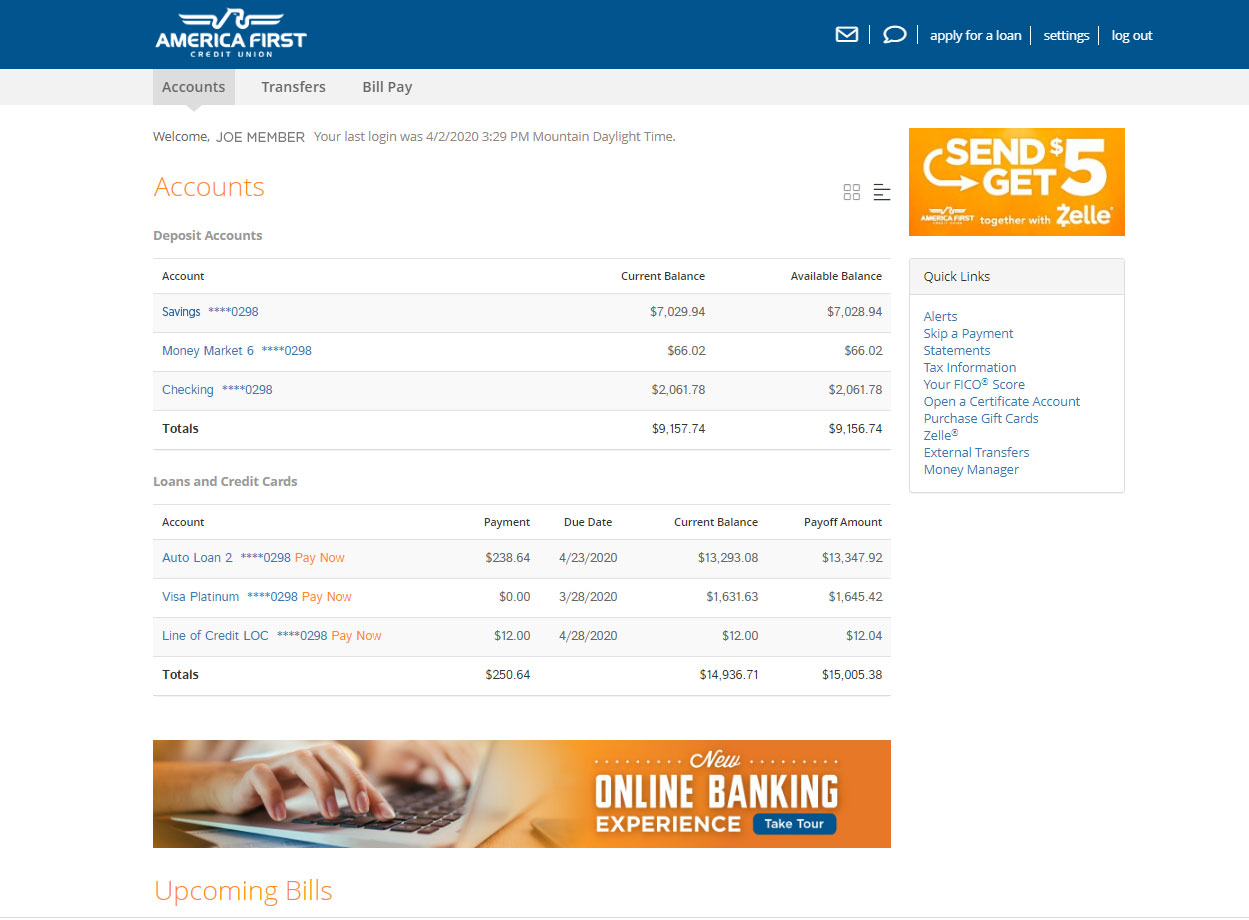 AMERICA FIRST
CREDIT UNION
apply for a loan settings log out
Accounts Transfers Bill Pay
Welcome, JOE MEMBER Your last login was 4/2/2020 3:29 PM Mountain Daylight Time.
Accounts
Deposit Accounts
Account Current Balance Available Balance
Savings ****0298 $7,029.94 $7,028.94
Money Market 6 ****0298 $66.02 $66.02
Checking ****0298 $2,061.78 $2,061.78
Totals $9,157.74 $9,156.74
Loans and Credit Cards
Account Payment Due Date Current Balance Payoff Amount
Auto Loan 2 ****0298 Pay Now $238.64 4/23/2020 $13,293.08 $13,347.92
Visa Platinum ****0298 Pay Now $0.00 3/28/2020 $1,631.63 $1,645.42
Line of Credit LOC ****0298 Pay Now $12.00 4/28/2020 $12.00 $12.04
Totals $250.64 $14,936.71 $15,005.38
New
ONLINE BANKING
EXPERIENCE Take Tour
Upcoming Bills
SEND $5
GET
AMERICA FIRST together with Zelle®
Quick Links
Alerts
Skip a Payment
Statements
Tax Information
Your FICO® Score
Open a Certificate Account
Purchase Gift Cards
Zelle®
External Transfers
Money Manager